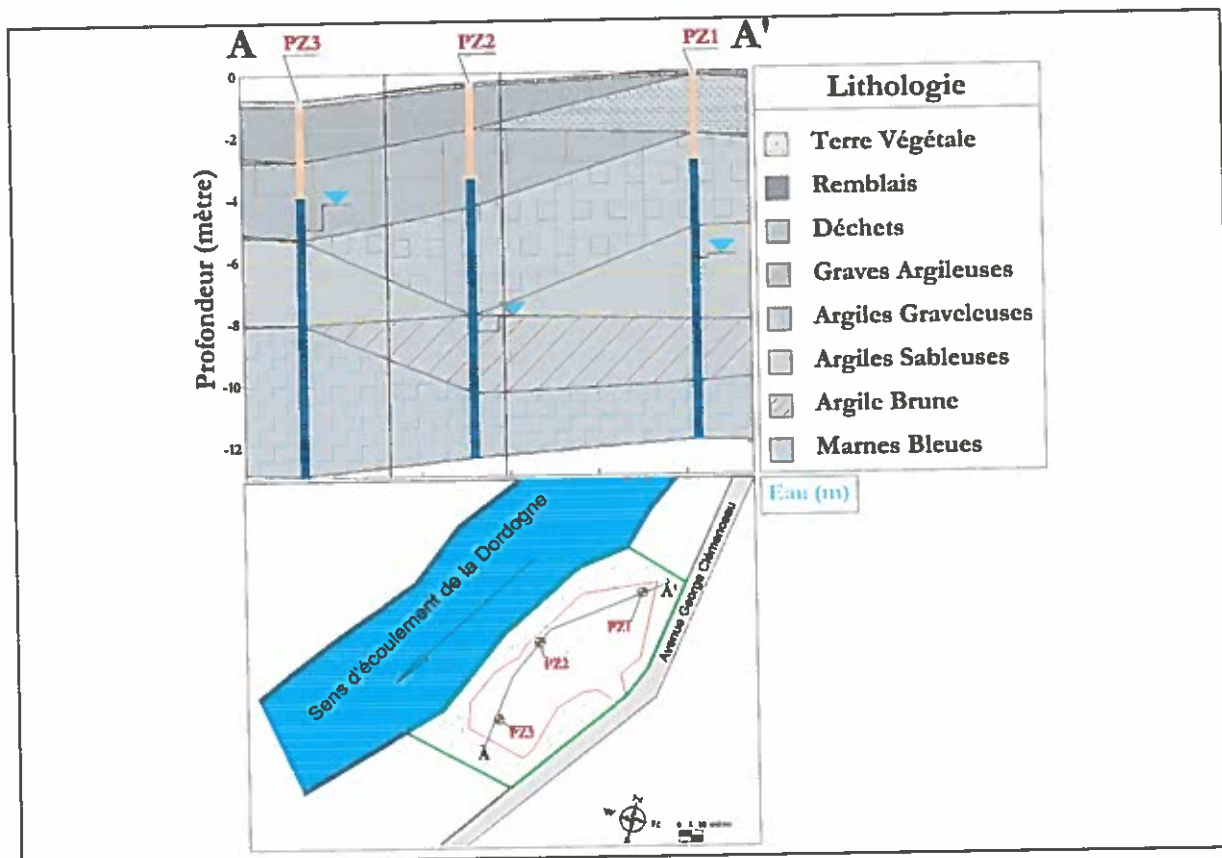 A PZ3 PZ2 PZ1 A'
Profondeur (mètre)
0
-2
-4
-6
-8
-10
-12
Lithologie
Terre Végétale
Remblais
Déchets
Graves Argileuses
Argiles Graveleuses
Argiles Sableuses
Argile Brune
Marnes Bleues
Eau (m)
Sens d'écoulement de la Dordogne
Avenue George Clémenceau
A'
PZ1
PZ2
PZ3
A
W